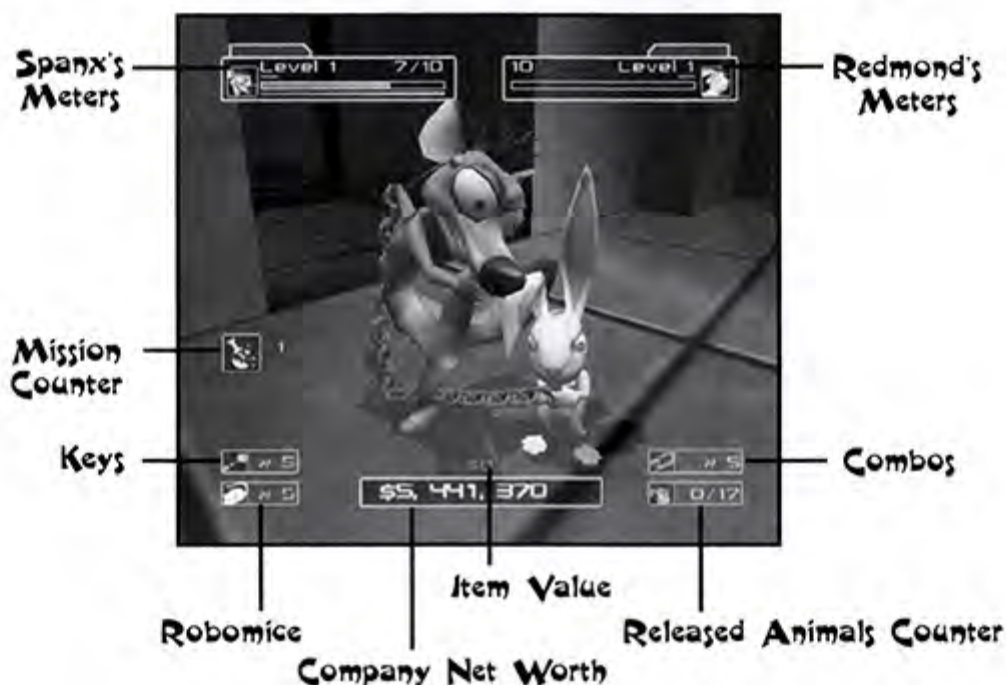 Spanx's
Meters
Level 1 7/10
10 Level 1
Redmond's
Meters
Mission
Counter
1
Keys
x 5
x 5
$5,441,370
x 5
0/17
Combos
Item Value
Robomice
Released Animals Counter
Company Net Worth